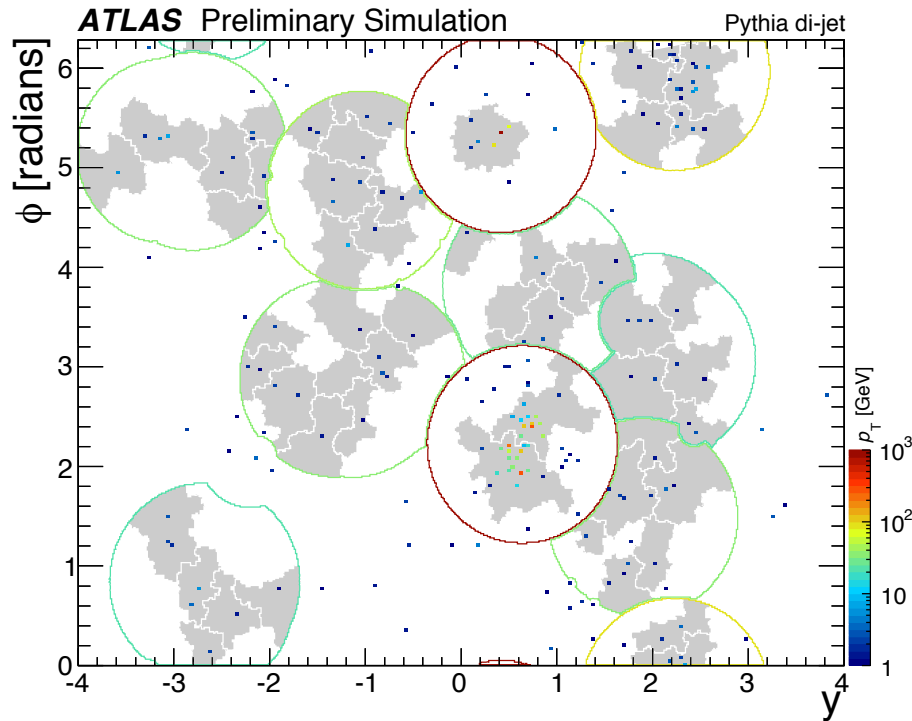 ATLAS Preliminary Simulation
Pythia di-jet
ϕ [radians]
6
5
4
3
2
1
0
-4 -3 -2 -1 0 1 2 3 4
y
p_T [GeV]
10³
10²
10
1